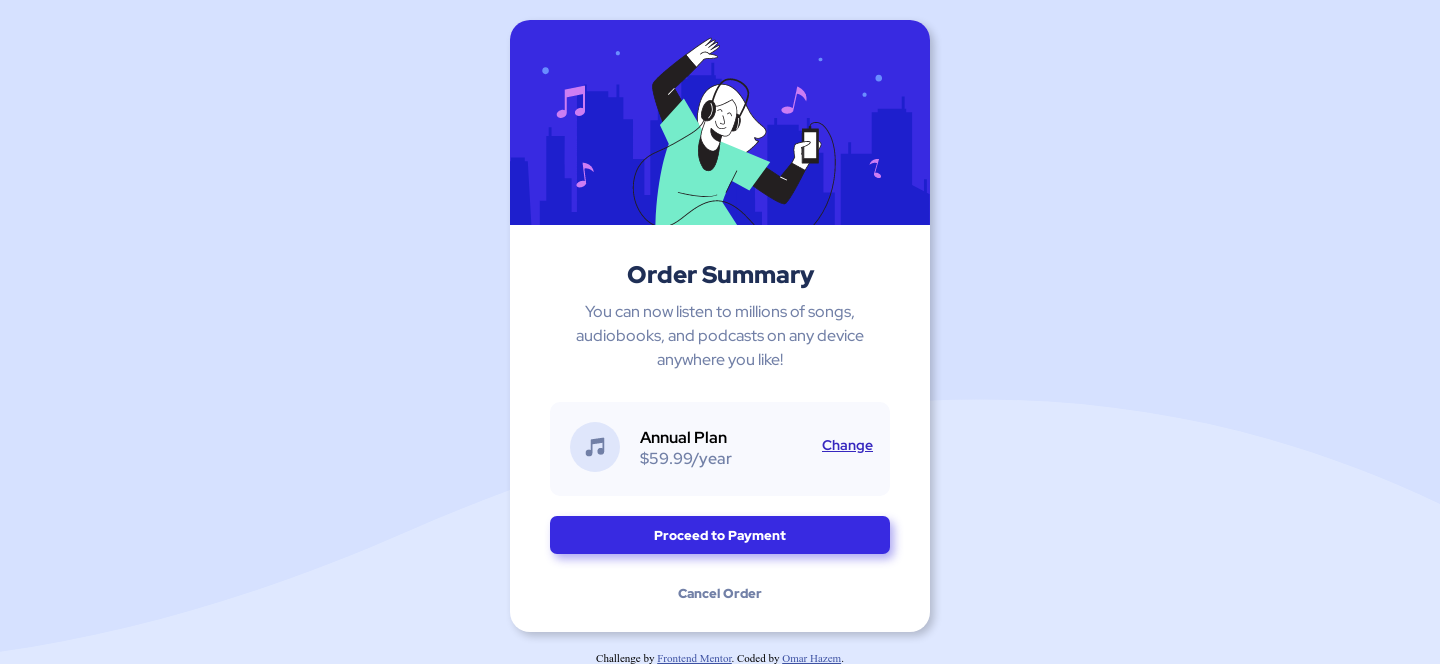 Order Summary
You can now listen to millions of songs,
audiobooks, and podcasts on any device
anywhere you like!
Annual Plan
$59.99/year
Change
Proceed to Payment
Cancel Order
Challenge by Frontend Mentor. Coded by Omar Hazem.